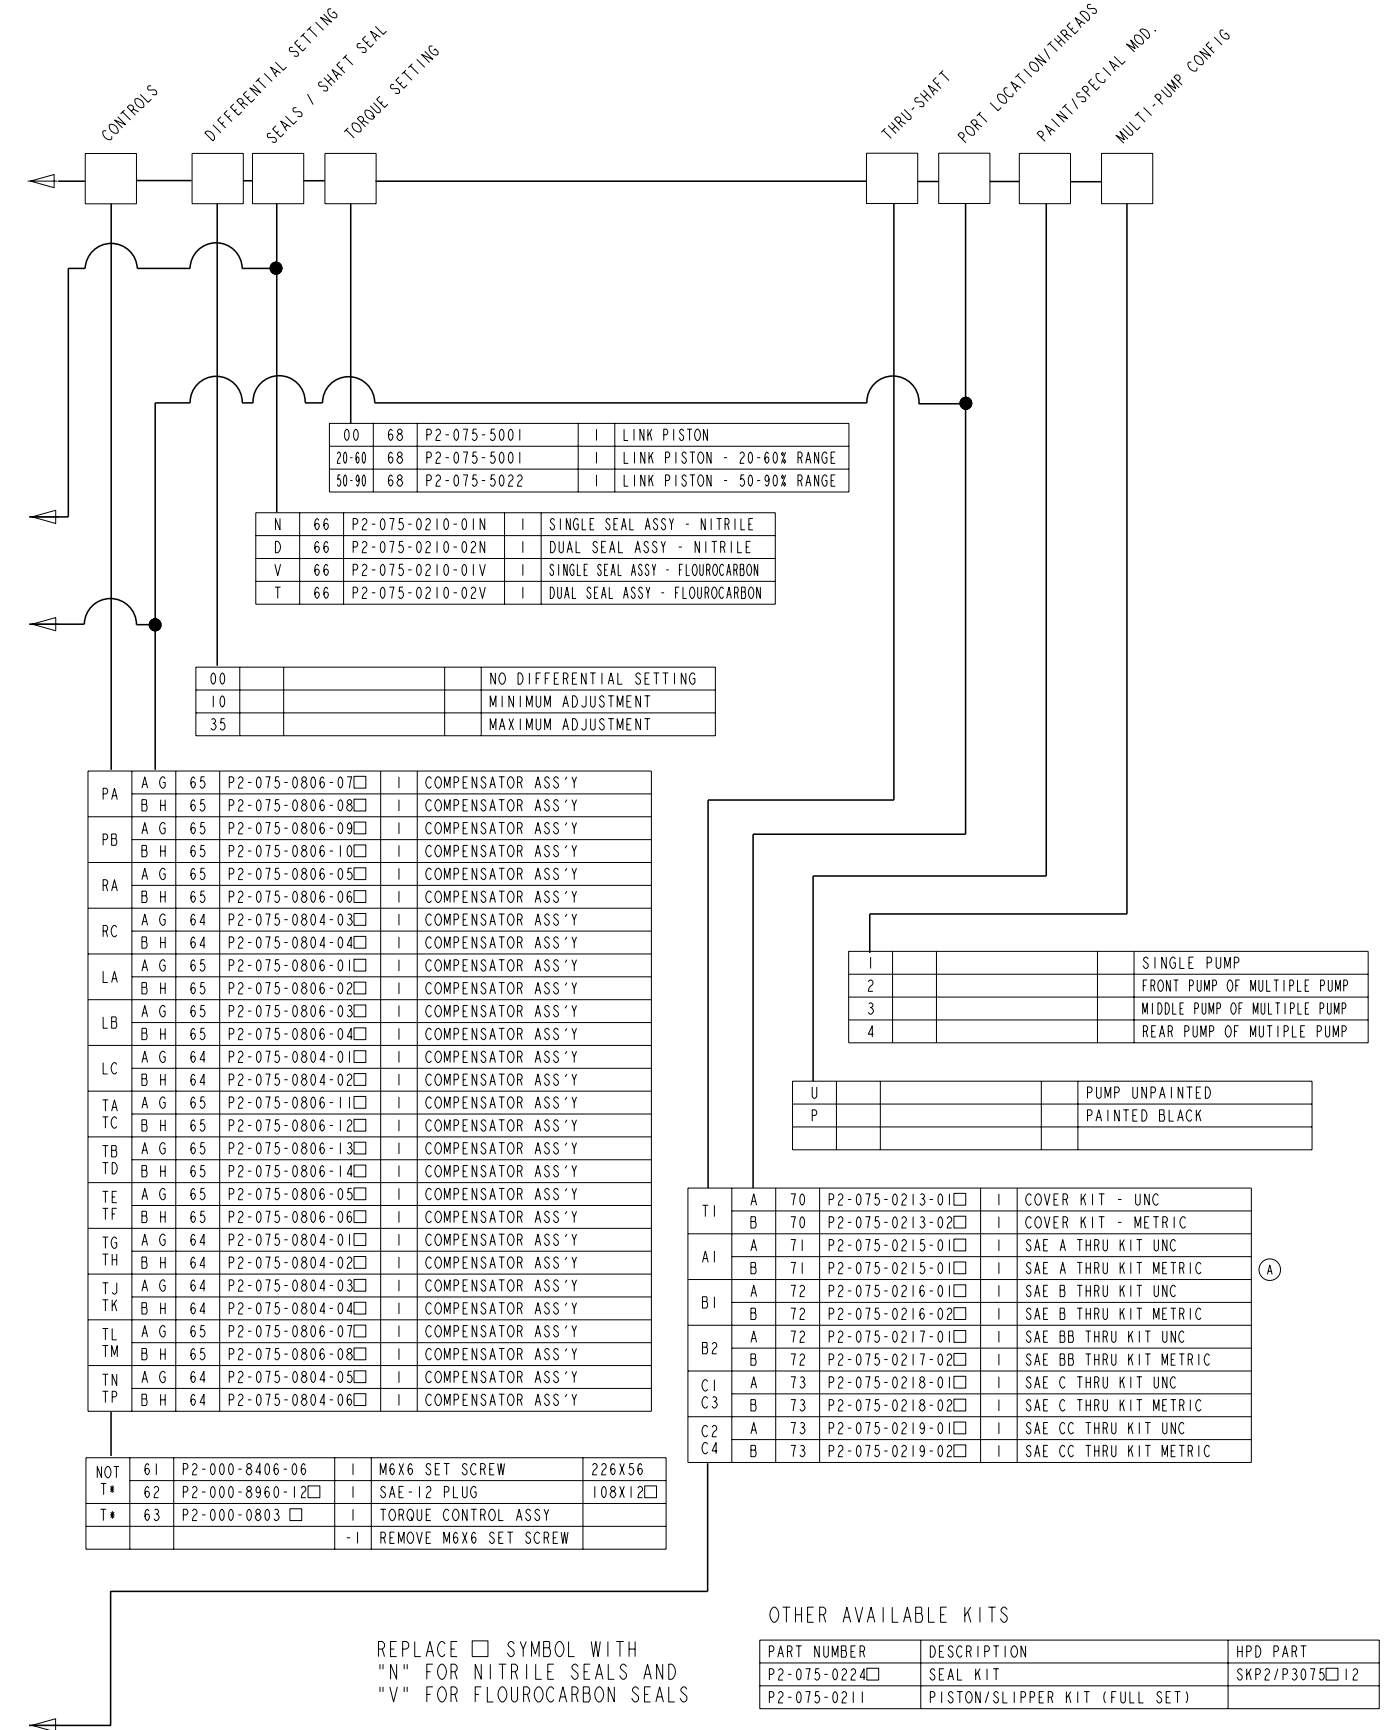 CONTROLS
DIFFERENTIAL SETTING
SEALS / SHAFT SEAL
TORQUE SETTING
THRU-SHAFT
PORT LOCATION/THREADS
PAINT/SPECIAL MOD.
MULTI-PUMP CONFIG
00 68 P2-075-5001 1 LINK PISTON
20-60 68 P2-075-5001 1 LINK PISTON - 20-60% RANGE
50-90 68 P2-075-5022 1 LINK PISTON - 50-90% RANGE
N 66 P2-075-0210-01N 1 SINGLE SEAL ASSY - NITRILE
D 66 P2-075-0210-02N 1 DUAL SEAL ASSY - NITRILE
V 66 P2-075-0210-01V 1 SINGLE SEAL ASSY - FLOUROCARBON
T 66 P2-075-0210-02V 1 DUAL SEAL ASSY - FLOUROCARBON
00 NO DIFFERENTIAL SETTING
10 MINIMUM ADJUSTMENT
35 MAXIMUM ADJUSTMENT
PA A G 65 P2-075-0806-07□ 1 COMPENSATOR ASS'Y
B H 65 P2-075-0806-08□ 1 COMPENSATOR ASS'Y
PB A G 65 P2-075-0806-09□ 1 COMPENSATOR ASS'Y
B H 65 P2-075-0806-10□ 1 COMPENSATOR ASS'Y
RA A G 65 P2-075-0806-05□ 1 COMPENSATOR ASS'Y
B H 65 P2-075-0806-06□ 1 COMPENSATOR ASS'Y
RC A G 64 P2-075-0804-03□ 1 COMPENSATOR ASS'Y
B H 64 P2-075-0804-04□ 1 COMPENSATOR ASS'Y
LA A G 65 P2-075-0806-01□ 1 COMPENSATOR ASS'Y
B H 65 P2-075-0806-02□ 1 COMPENSATOR ASS'Y
LB A G 65 P2-075-0806-03□ 1 COMPENSATOR ASS'Y
B H 65 P2-075-0806-04□ 1 COMPENSATOR ASS'Y
LC A G 64 P2-075-0804-01□ 1 COMPENSATOR ASS'Y
B H 64 P2-075-0804-02□ 1 COMPENSATOR ASS'Y
TA A G 65 P2-075-0806-11□ 1 COMPENSATOR ASS'Y
TC B H 65 P2-075-0806-12□ 1 COMPENSATOR ASS'Y
TB A G 65 P2-075-0806-13□ 1 COMPENSATOR ASS'Y
TD B H 65 P2-075-0806-14□ 1 COMPENSATOR ASS'Y
TE A G 65 P2-075-0806-05□ 1 COMPENSATOR ASS'Y
TF B H 65 P2-075-0806-06□ 1 COMPENSATOR ASS'Y
TG A G 64 P2-075-0804-01□ 1 COMPENSATOR ASS'Y
TH B H 64 P2-075-0804-02□ 1 COMPENSATOR ASS'Y
TJ A G 64 P2-075-0804-03□ 1 COMPENSATOR ASS'Y
TK B H 64 P2-075-0804-04□ 1 COMPENSATOR ASS'Y
TL A G 65 P2-075-0806-07□ 1 COMPENSATOR ASS'Y
TM B H 65 P2-075-0806-08□ 1 COMPENSATOR ASS'Y
TN A G 64 P2-075-0804-05□ 1 COMPENSATOR ASS'Y
TP B H 64 P2-075-0804-06□ 1 COMPENSATOR ASS'Y
1 SINGLE PUMP
2 FRONT PUMP OF MULTIPLE PUMP
3 MIDDLE PUMP OF MULTIPLE PUMP
4 REAR PUMP OF MUTIPLE PUMP
U PUMP UNPAINTED
P PAINTED BLACK
T1 A 70 P2-075-0213-01□ 1 COVER KIT - UNC
B 70 P2-075-0213-02□ 1 COVER KIT - METRIC
A1 A 71 P2-075-0215-01□ 1 SAE A THRU KIT UNC
B 71 P2-075-0215-01□ 1 SAE A THRU KIT METRIC A
B1 A 72 P2-075-0216-01□ 1 SAE B THRU KIT UNC
B 72 P2-075-0216-02□ 1 SAE B THRU KIT METRIC
B2 A 72 P2-075-0217-01□ 1 SAE BB THRU KIT UNC
B 72 P2-075-0217-02□ 1 SAE BB THRU KIT METRIC
C1 A 73 P2-075-0218-01□ 1 SAE C THRU KIT UNC
C3 B 73 P2-075-0218-02□ 1 SAE C THRU KIT METRIC
C2 A 73 P2-075-0219-01□ 1 SAE CC THRU KIT UNC
C4 B 73 P2-075-0219-02□ 1 SAE CC THRU KIT METRIC
NOT 61 P2-000-8406-06 1 M6X6 SET SCREW 226X56
T* 62 P2-000-8960-12□ 1 SAE-12 PLUG 108X12□
T* 63 P2-000-0803 □ 1 TORQUE CONTROL ASSY
-1 REMOVE M6X6 SET SCREW
REPLACE □ SYMBOL WITH
"N" FOR NITRILE SEALS AND
"V" FOR FLOUROCARBON SEALS
OTHER AVAILABLE KITS
PART NUMBER DESCRIPTION HPD PART
P2-075-0224□ SEAL KIT SKP2/P3075□12
P2-075-0211 PISTON/SLIPPER KIT (FULL SET)